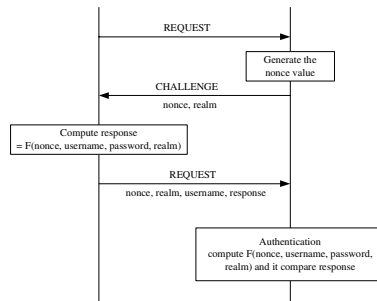 REQUEST
Generate the
nonce value
CHALLENGE
nonce, realm
Compute response
= F(nonce, username, password, realm)
REQUEST
nonce, realm, username, response
Authentication
compute F(nonce, username, password,
realm) and it compare response